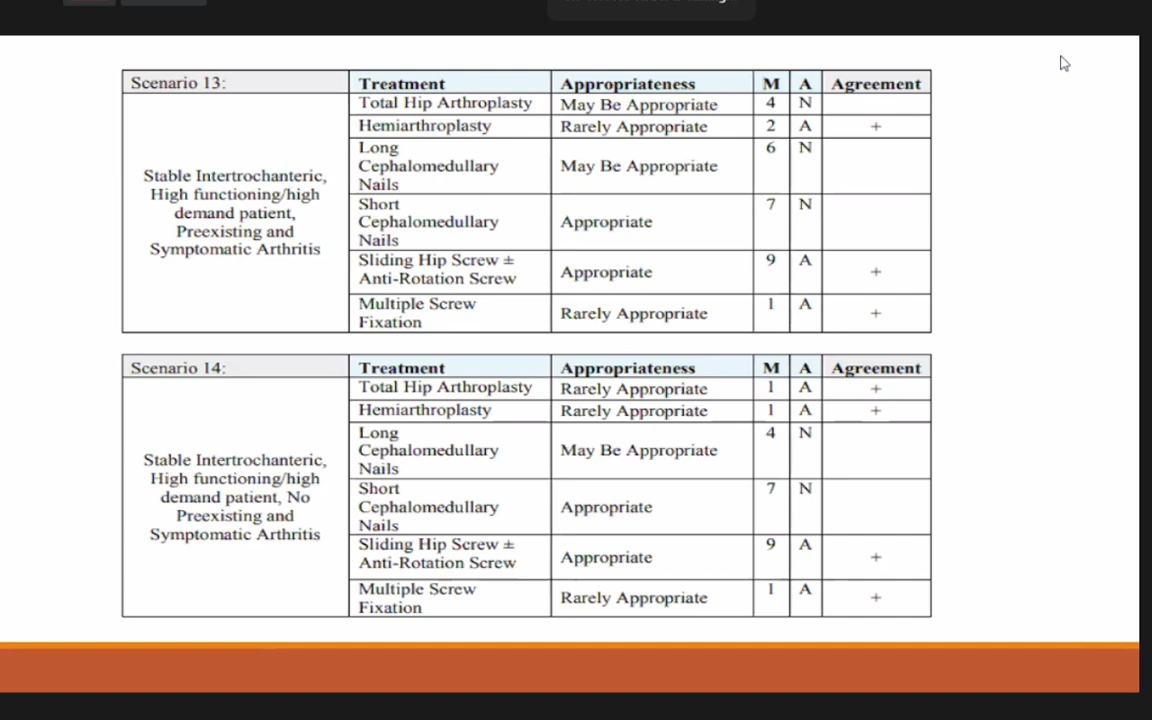 Scenario 13: Treatment Appropriateness M A Agreement
Stable Intertrochanteric,
High functioning/high
demand patient,
Preexisting and
Symptomatic Arthritis
Total Hip Arthroplasty May Be Appropriate 4 N
Hemiarthroplasty Rarely Appropriate 2 A +
Long
Cephalomedullary
Nails
May Be Appropriate 6 N
Short
Cephalomedullary
Nails
Appropriate 7 N
Sliding Hip Screw ±
Anti-Rotation Screw
Appropriate 9 A +
Multiple Screw
Fixation
Rarely Appropriate 1 A +
Scenario 14: Treatment Appropriateness M A Agreement
Stable Intertrochanteric,
High functioning/high
demand patient, No
Preexisting and
Symptomatic Arthritis
Total Hip Arthroplasty Rarely Appropriate 1 A +
Hemiarthroplasty Rarely Appropriate 1 A +
Long
Cephalomedullary
Nails
May Be Appropriate 4 N
Short
Cephalomedullary
Nails
Appropriate 7 N
Sliding Hip Screw ±
Anti-Rotation Screw
Appropriate 9 A +
Multiple Screw
Fixation
Rarely Appropriate 1 A +